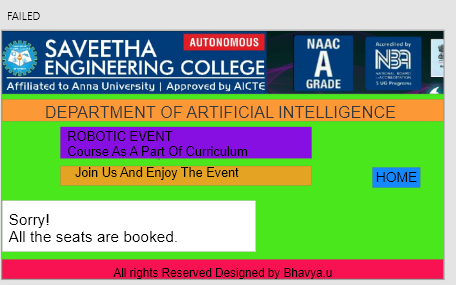 FAILED
SAVEETHA
ENGINEERING COLLEGE
AUTONOMOUS
Affiliated to Anna University | Approved by AICTE
NAAC
A
GRADE
Accredited by
NBA
NATIONAL BOARD of ACCREDITATION
5 UG Programs
DEPARTMENT OF ARTIFICIAL INTELLIGENCE
ROBOTIC EVENT
Course As A Part Of Curriculum
Join Us And Enjoy The Event
HOME
Sorry!
All the seats are booked.
All rights Reserved Designed by Bhavya.u